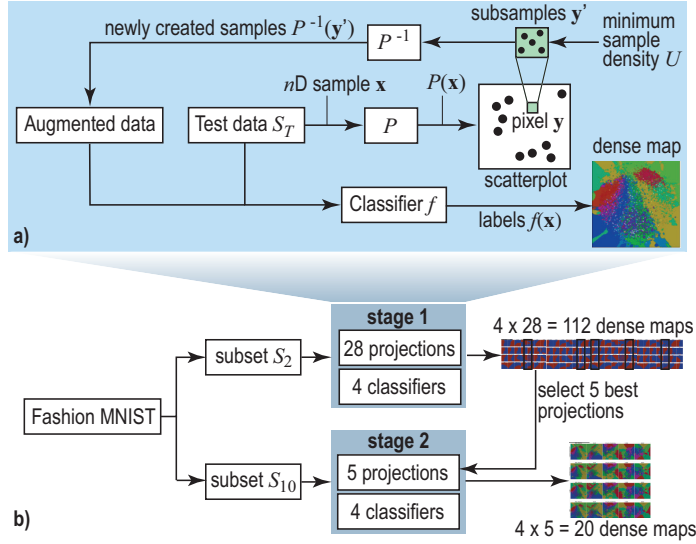 newly created samples P⁻¹(y')
P⁻¹
subsamples y'
minimum
sample
density U
Augmented data
Test data S_T
nD sample x
P
P(x)
pixel y
scatterplot
dense map
Classifier f
labels f(x)
a)
stage 1
28 projections
4 classifiers
subset S₂
4 x 28 = 112 dense maps
select 5 best
projections
Fashion MNIST
stage 2
5 projections
4 classifiers
subset S₁₀
4 x 5 = 20 dense maps
b)